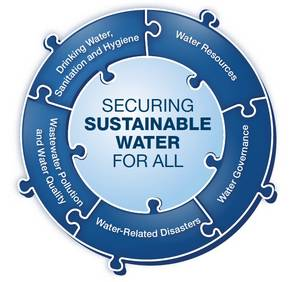 SECURING
SUSTAINABLE
WATER
FOR ALL
Drinking Water,
Sanitation and Hygiene
Water Resources
Water Governance
Water-Related Disasters
Wastewater Pollution
and Water Quality